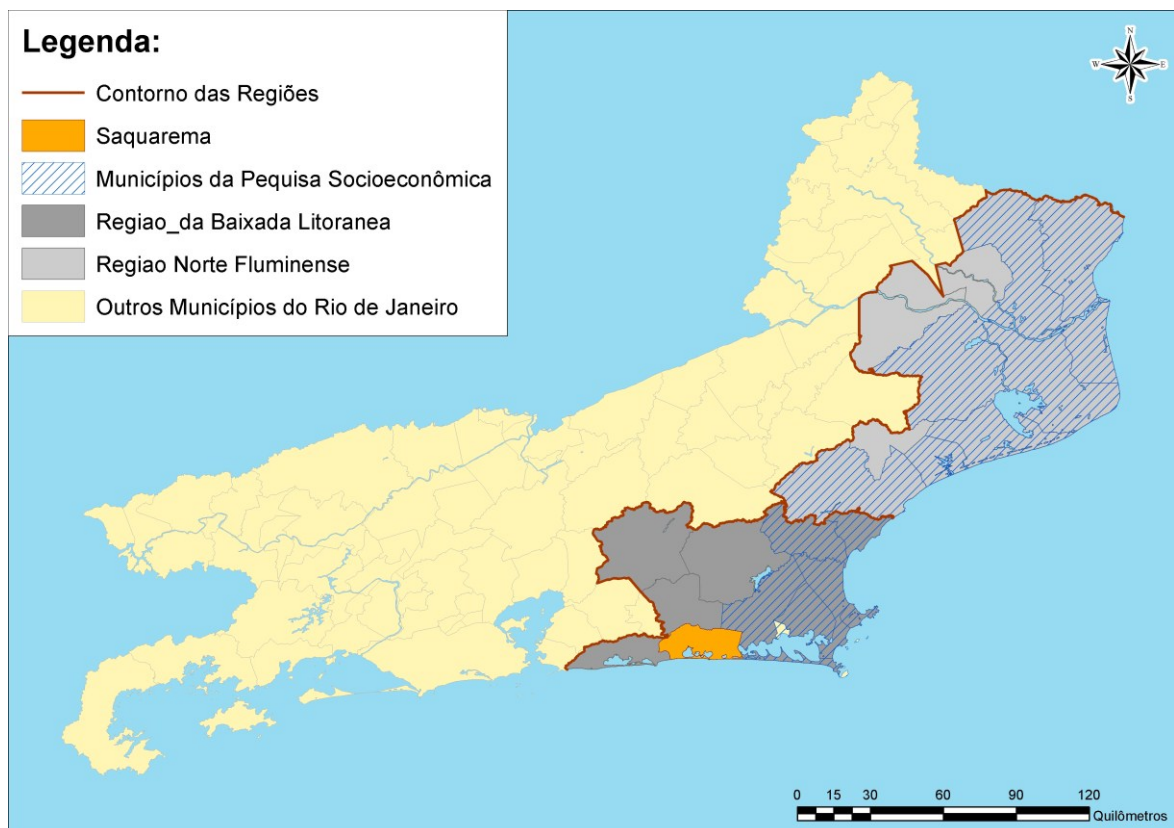 Legenda:
Contorno das Regiões
Saquarema
Municípios da Pequisa Socioeconômica
Regiao_da Baixada Litoranea
Regiao Norte Fluminense
Outros Municípios do Rio de Janeiro
N
W E
S
0 15 30 60 90 120
Quilômetros